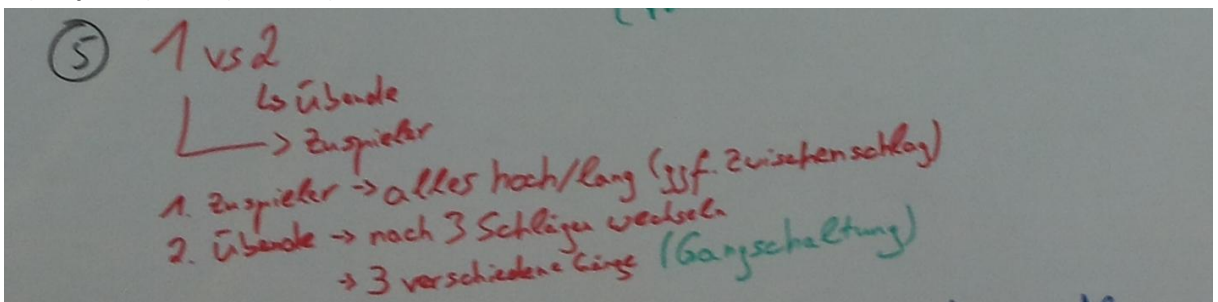 ⑤ 1 vs 2
↳ Übende
→ Zuspieler
1. Zuspieler → alles hoch/lang (ggf. Zwischenschlag)
2. Übende → nach 3 Schlägen wechseln
→ 3 verschiedene Gänge (Gangschaltung)